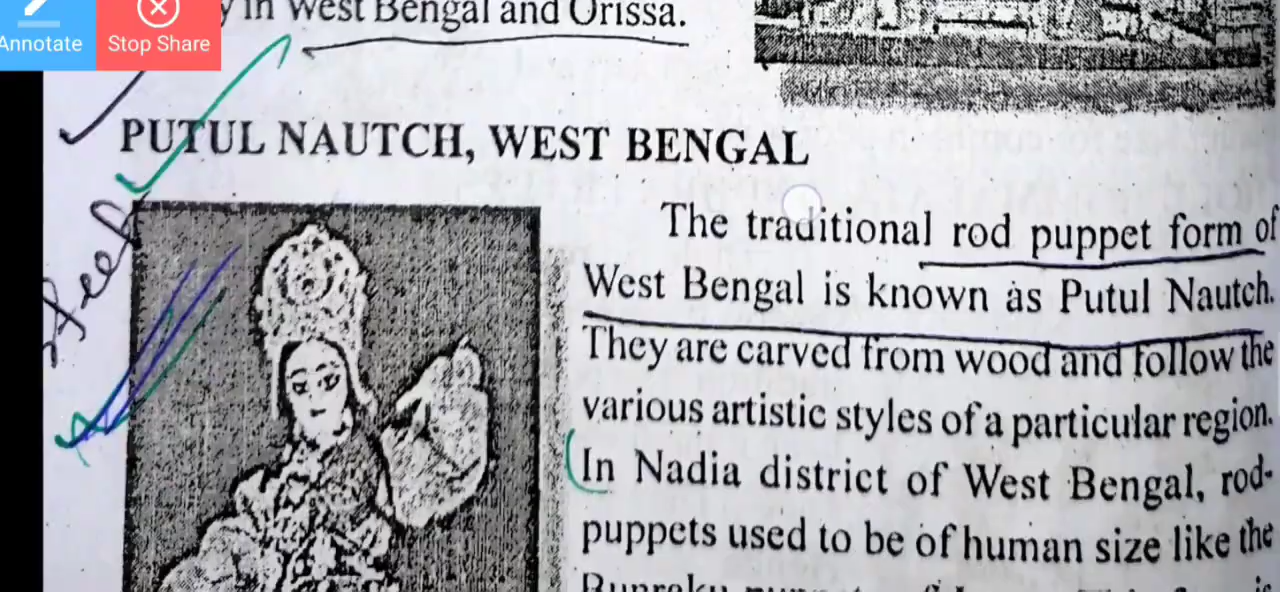 Annotate
Stop Share
in West Bengal and Orissa.
PUTUL NAUTCH, WEST BENGAL
The traditional rod puppet form of
West Bengal is known as Putul Nautch.
They are carved from wood and follow the
various artistic styles of a particular region.
In Nadia district of West Bengal, rod-
puppets used to be of human size like the